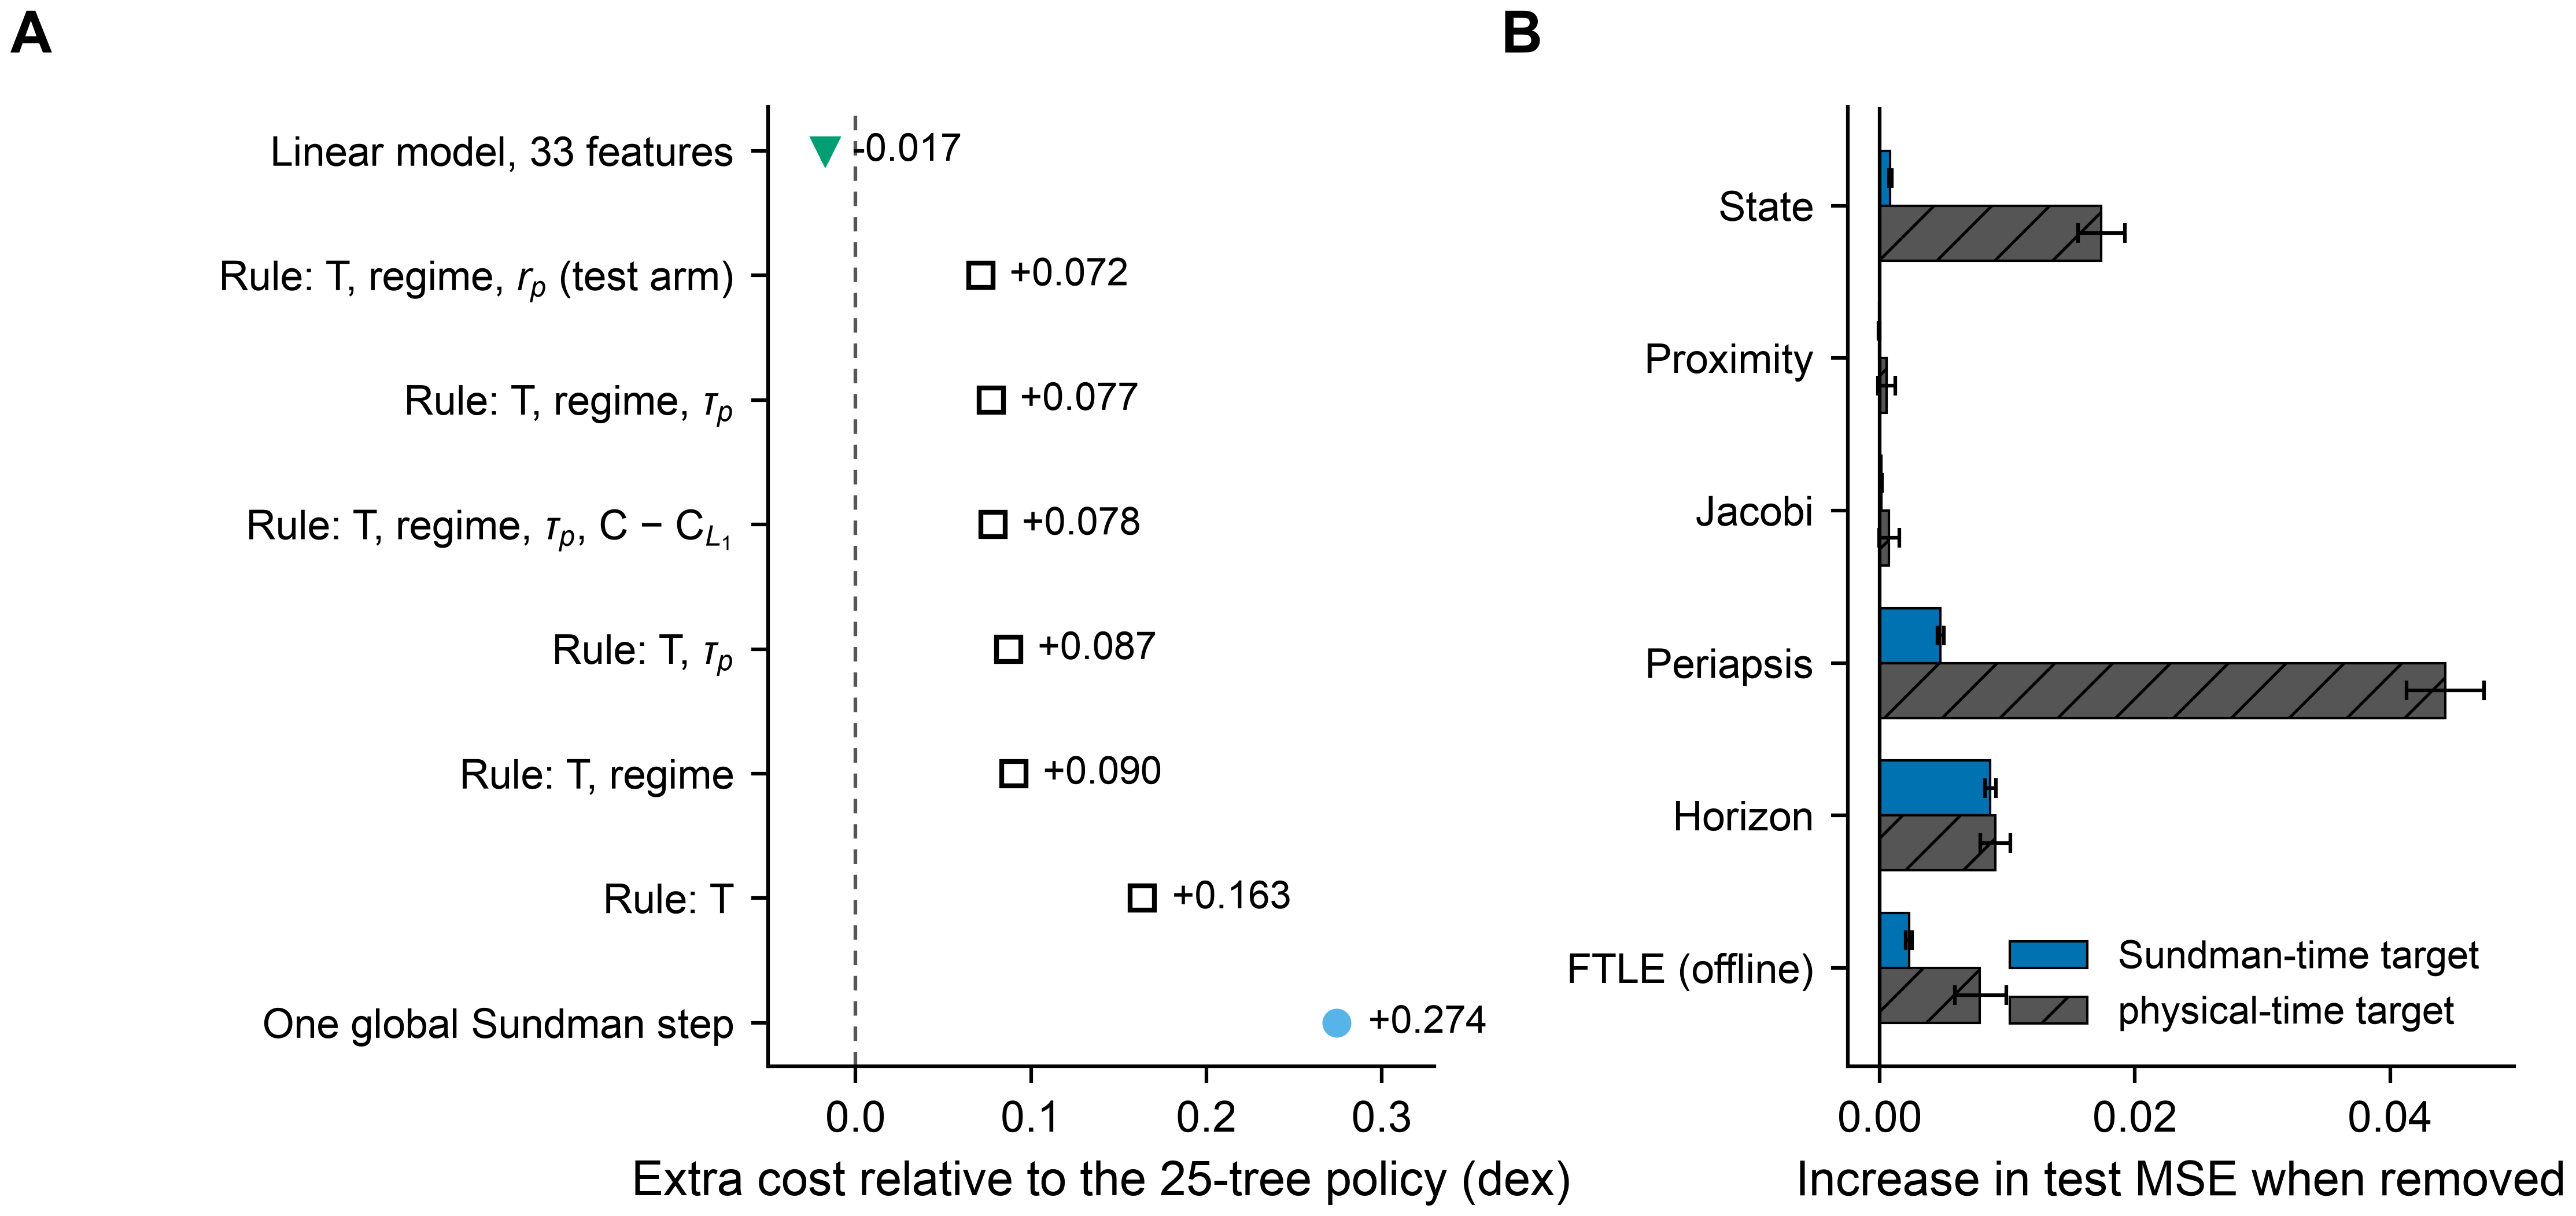 A
Linear model, 33 features
-0.017
Rule: T, regime, rₚ (test arm)
+0.072
Rule: T, regime, τₚ
+0.077
Rule: T, regime, τₚ, C − C_L₁
+0.078
Rule: T, τₚ
+0.087
Rule: T, regime
+0.090
Rule: T
+0.163
One global Sundman step
+0.274
0.0 0.1 0.2 0.3
Extra cost relative to the 25-tree policy (dex)
B
State
Proximity
Jacobi
Periapsis
Horizon
FTLE (offline)
Sundman-time target
physical-time target
0.00 0.02 0.04
Increase in test MSE when removed